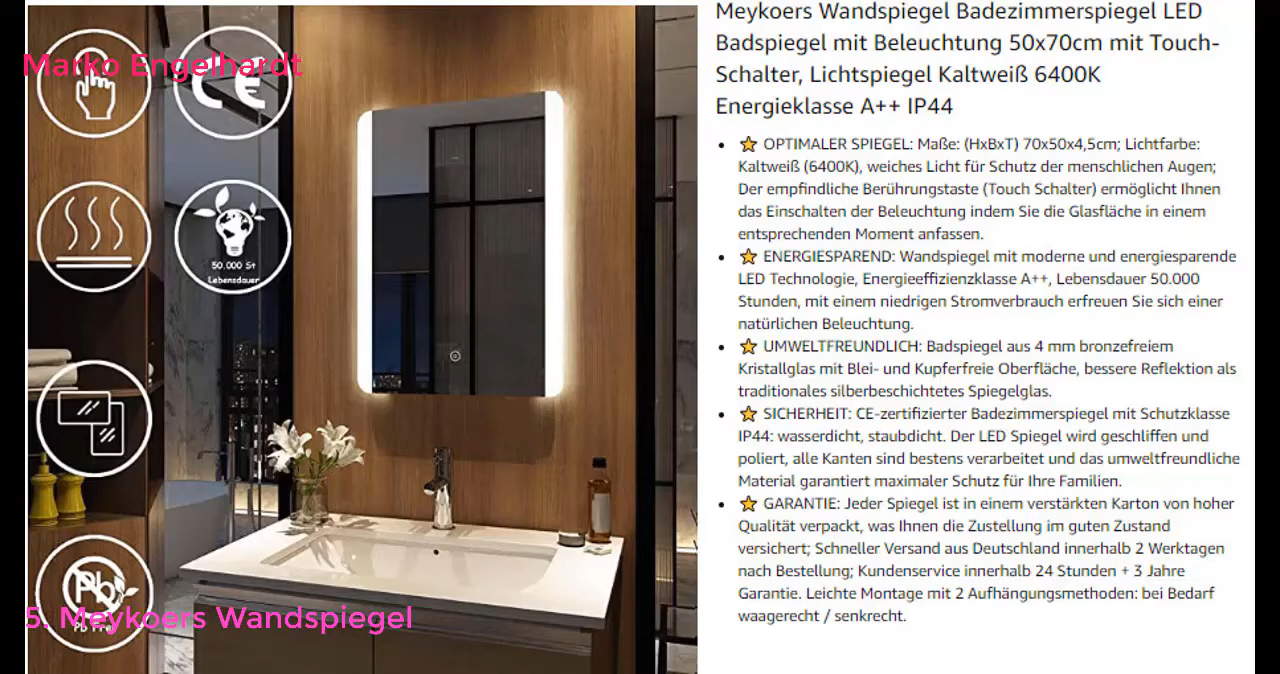 Marko Engelhardt
CE
50.000 St
Lebensdauer
Pb
Pb Free
5. Meykoers Wandspiegel
Meykoers Wandspiegel Badezimmerspiegel LED
Badspiegel mit Beleuchtung 50x70cm mit Touch-
Schalter, Lichtspiegel Kaltweiß 6400K
Energieklasse A++ IP44
• ⭐ OPTIMALER SPIEGEL: Maße: (HxBxT) 70x50x4,5cm; Lichtfarbe:
Kaltweiß (6400K), weiches Licht für Schutz der menschlichen Augen;
Der empfindliche Berührungstaste (Touch Schalter) ermöglicht Ihnen
das Einschalten der Beleuchtung indem Sie die Glasfläche in einem
entsprechenden Moment anfassen.
• ⭐ ENERGIESPAREND: Wandspiegel mit moderne und energiesparende
LED Technologie, Energieeffizienzklasse A++, Lebensdauer 50.000
Stunden, mit einem niedrigen Stromverbrauch erfreuen Sie sich einer
natürlichen Beleuchtung.
• ⭐ UMWELTFREUNDLICH: Badspiegel aus 4 mm bronzefreiem
Kristallglas mit Blei- und Kupferfreie Oberfläche, bessere Reflektion als
traditionales silberbeschichtetes Spiegelglas.
• ⭐ SICHERHEIT: CE-zertifizierter Badezimmerspiegel mit Schutzklasse
IP44: wasserdicht, staubdicht. Der LED Spiegel wird geschliffen und
poliert, alle Kanten sind bestens verarbeitet und das umweltfreundliche
Material garantiert maximaler Schutz für Ihre Familien.
• ⭐ GARANTIE: Jeder Spiegel ist in einem verstärkten Karton von hoher
Qualität verpackt, was Ihnen die Zustellung im guten Zustand
versichert; Schneller Versand aus Deutschland innerhalb 2 Werktagen
nach Bestellung; Kundenservice innerhalb 24 Stunden + 3 Jahre
Garantie. Leichte Montage mit 2 Aufhängungsmethoden: bei Bedarf
waagerecht / senkrecht.